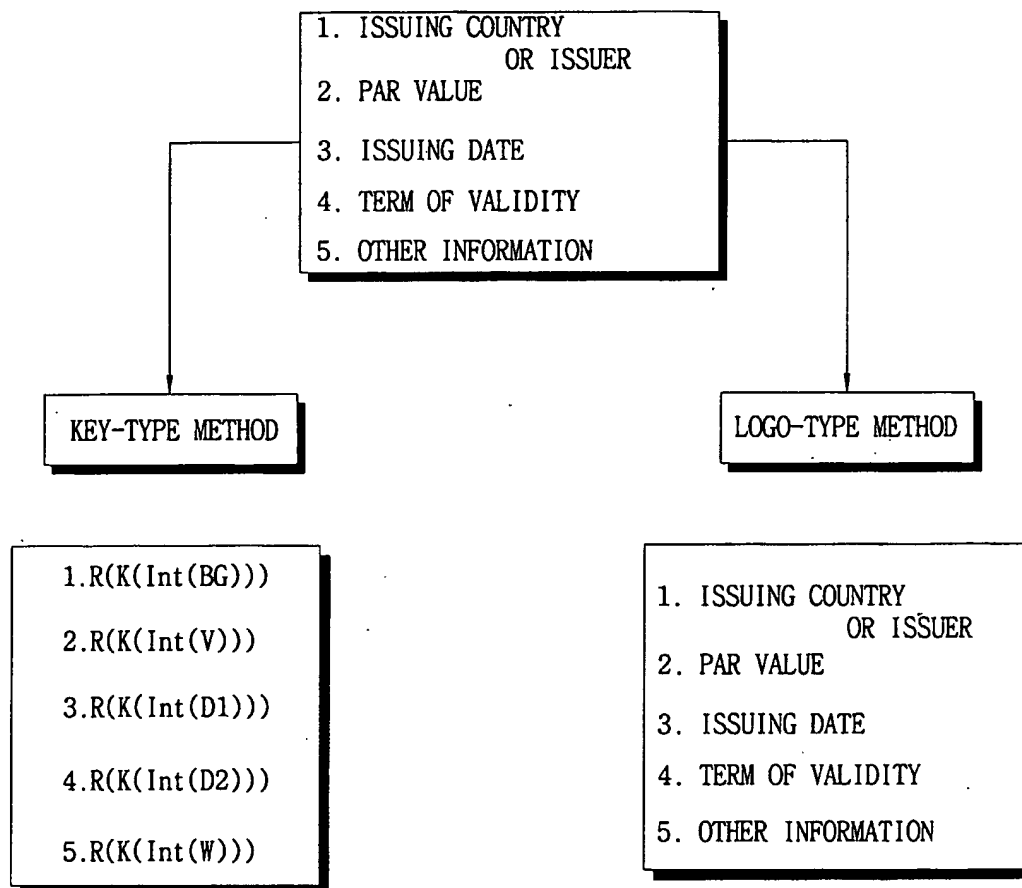 1. ISSUING COUNTRY
OR ISSUER
2. PAR VALUE
3. ISSUING DATE
4. TERM OF VALIDITY
5. OTHER INFORMATION
KEY-TYPE METHOD
LOGO-TYPE METHOD
1.R(K(Int(BG)))
2.R(K(Int(V)))
3.R(K(Int(D1)))
4.R(K(Int(D2)))
5.R(K(Int(W)))
1. ISSUING COUNTRY
OR ISSUER
2. PAR VALUE
3. ISSUING DATE
4. TERM OF VALIDITY
5. OTHER INFORMATION